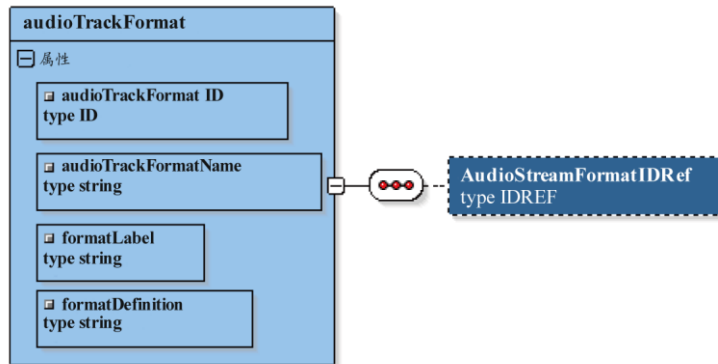 audioTrackFormat
属性
audioTrackFormat ID
type ID
audioTrackFormatName
type string
formatLabel
type string
formatDefinition
type string
AudioStreamFormatIDRef
type IDREF